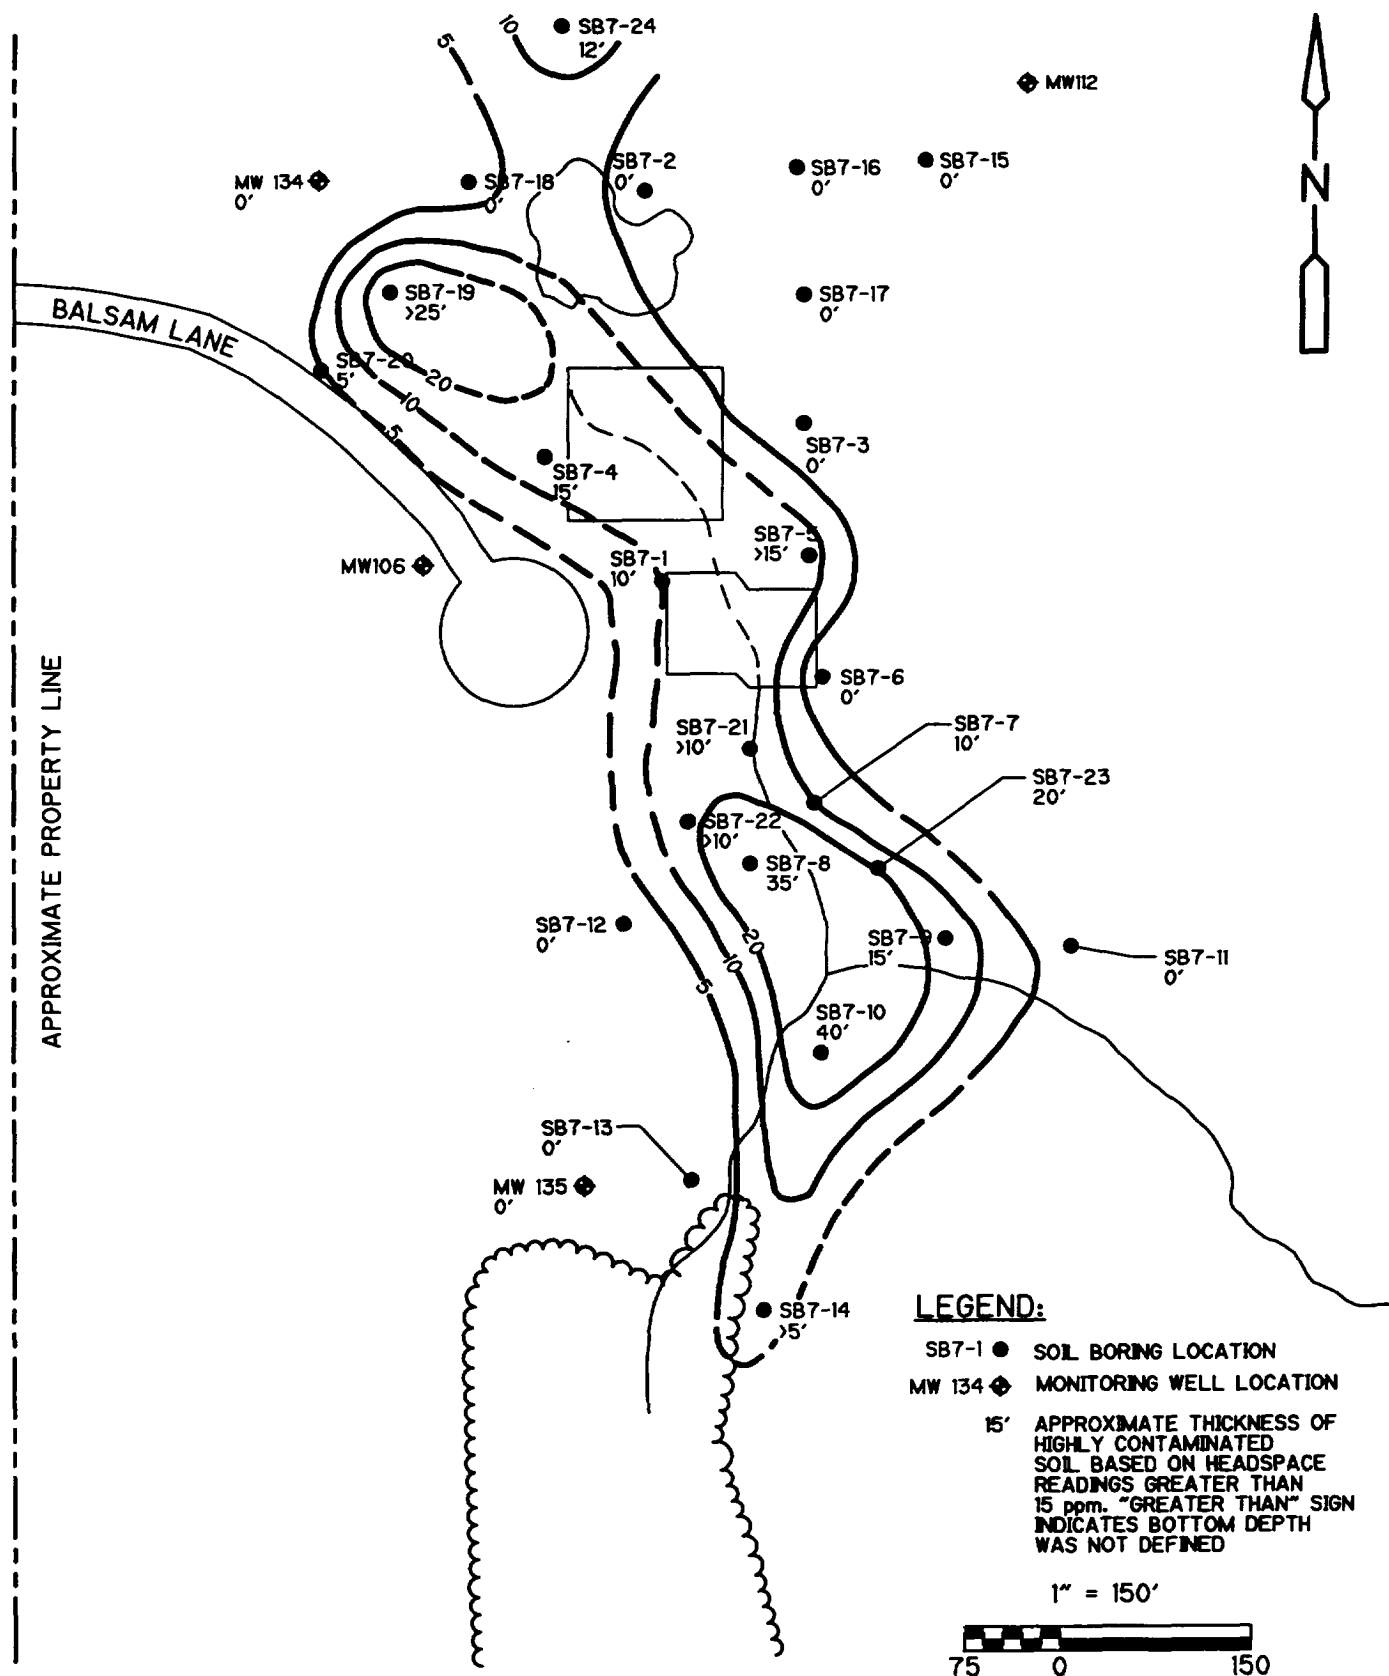 10
SB7-24
12'
5
MW112
SB7-2
0'
SB7-16
0'
SB7-15
0'
MW 134
0'
SB7-18
0'
N
SB7-19
>25'
SB7-17
0'
BALSAM LANE
SB7-20
5'
20
10
5
SB7-3
0'
SB7-4
15'
SB7-5
>15'
SB7-1
10'
MW106
SB7-6
0'
APPROXIMATE PROPERTY LINE
SB7-21
>10'
SB7-7
10'
SB7-23
20'
SB7-22
>10'
SB7-8
35'
SB7-12
0'
20
10
5
SB7-9
15'
SB7-11
0'
SB7-10
40'
SB7-13
0'
MW 135
0'
SB7-14
>5'
LEGEND:
SB7-1 SOIL BORING LOCATION
MW 134 MONITORING WELL LOCATION
15' APPROXIMATE THICKNESS OF
HIGHLY CONTAMINATED
SOIL BASED ON HEADSPACE
READINGS GREATER THAN
15 ppm. "GREATER THAN" SIGN
INDICATES BOTTOM DEPTH
WAS NOT DEFINED
1" = 150'
75 0 150